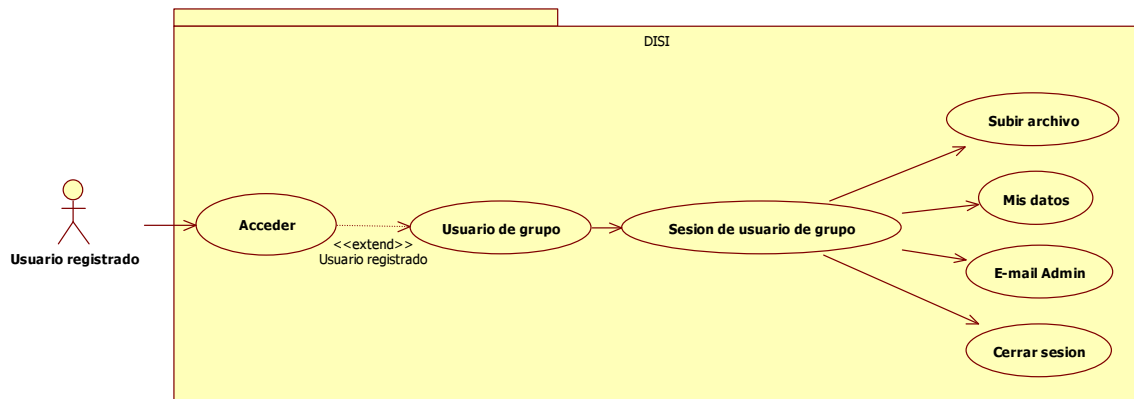 DISI
Subir archivo
Mis datos
Acceder
Usuario de grupo
Sesion de usuario de grupo
<<extend>>
Usuario registrado
Usuario registrado
E-mail Admin
Cerrar sesion